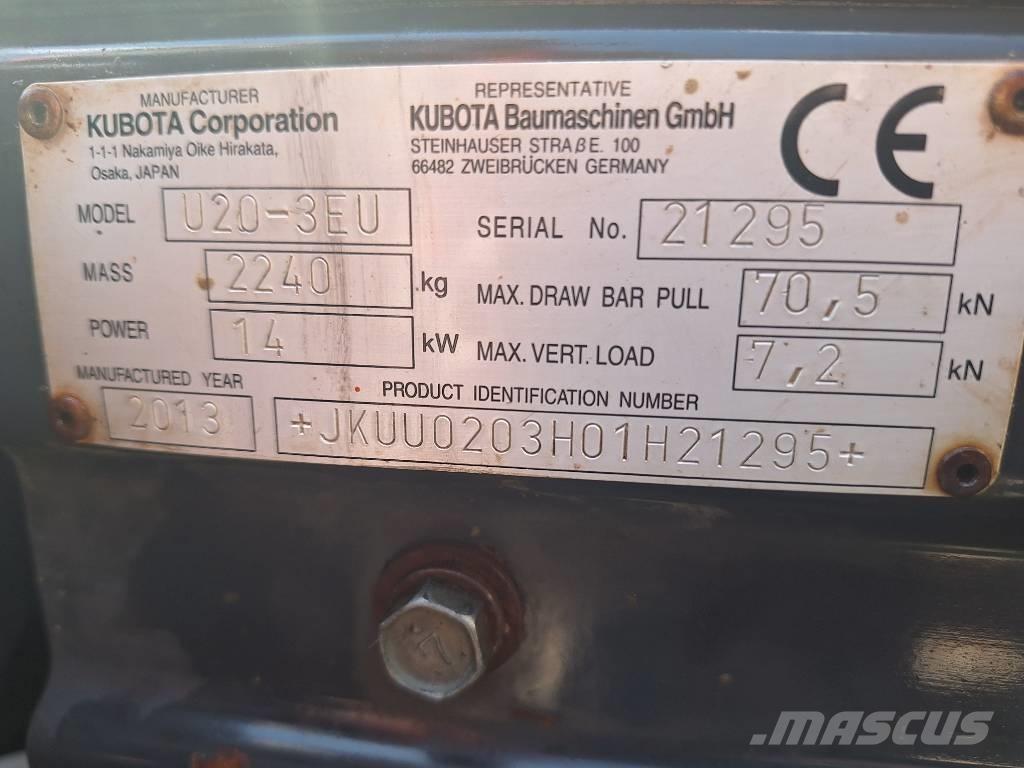 MANUFACTURER
KUBOTA Corporation
1-1-1 Nakamiya Oike Hirakata,
Osaka, JAPAN
REPRESENTATIVE
KUBOTA Baumaschinen GmbH
STEINHAUSER STRAßE. 100
66482 ZWEIBRÜCKEN GERMANY
CE
MODEL U20-3EU
SERIAL No. 21295
MASS 2240 kg
MAX. DRAW BAR PULL 70,5 kN
POWER 14 kW
MAX. VERT. LOAD 7,2 kN
MANUFACTURED YEAR
2013
PRODUCT IDENTIFICATION NUMBER
+JKUU0203H01H21295+
7
.MASCUS